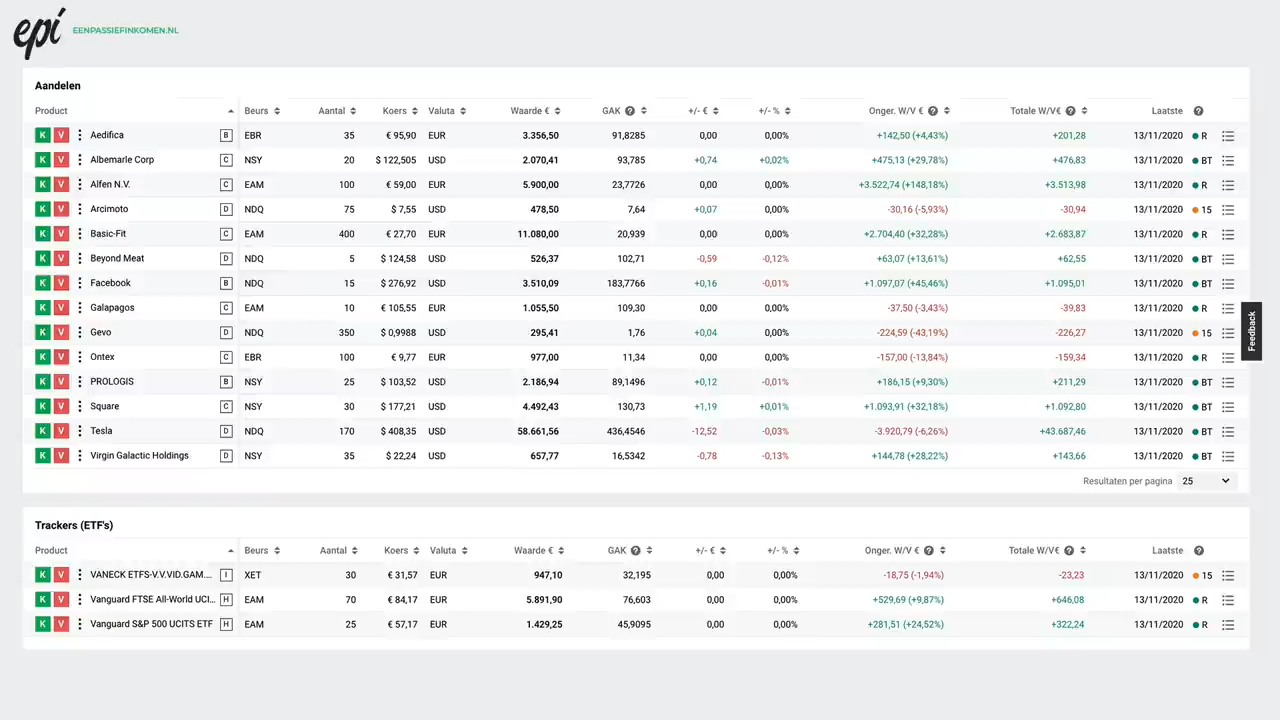 epi EENPASSIEFINKOMEN.NL
Aandelen
Product Beurs Aantal Koers Valuta Waarde € GAK ? +/- € +/- % Onger. W/V € ? Totale W/V€ ? Laatste ?
K V Aedifica B EBR 35 € 95,90 EUR 3.356,50 91,8285 0,00 0,00% +142,50 (+4,43%) +201,28 13/11/2020 R
K V Albemarle Corp C NSY 20 $ 122,505 USD 2.070,41 93,785 +0,74 +0,02% +475,13 (+29,78%) +476,83 13/11/2020 BT
K V Alfen N.V. C EAM 100 € 59,00 EUR 5.900,00 23,7726 0,00 0,00% +3.522,74 (+148,18%) +3.513,98 13/11/2020 R
K V Arcimoto D NDQ 75 $ 7,55 USD 478,50 7,64 +0,07 0,00% -30,16 (-5,93%) -30,94 13/11/2020 15
K V Basic-Fit C EAM 400 € 27,70 EUR 11.080,00 20,939 0,00 0,00% +2.704,40 (+32,28%) +2.683,87 13/11/2020 R
K V Beyond Meat D NDQ 5 $ 124,58 USD 526,37 102,71 -0,59 -0,12% +63,07 (+13,61%) +62,55 13/11/2020 BT
K V Facebook B NDQ 15 $ 276,92 USD 3.510,09 183,7766 +0,16 -0,01% +1.097,07 (+45,46%) +1.095,01 13/11/2020 BT
K V Galapagos C EAM 10 € 105,55 EUR 1.055,50 109,30 0,00 0,00% -37,50 (-3,43%) -39,83 13/11/2020 R
K V Gevo D NDQ 350 $ 0,9988 USD 295,41 1,76 +0,04 0,00% -224,59 (-43,19%) -226,27 13/11/2020 15
K V Ontex C EBR 100 € 9,77 EUR 977,00 11,34 0,00 0,00% -157,00 (-13,84%) -159,34 13/11/2020 R
K V PROLOGIS B NSY 25 $ 103,52 USD 2.186,94 89,1496 +0,12 -0,01% +186,15 (+9,30%) +211,29 13/11/2020 BT
K V Square C NSY 30 $ 177,21 USD 4.492,43 130,73 +1,19 +0,01% +1.093,91 (+32,18%) +1.092,80 13/11/2020 BT
K V Tesla D NDQ 170 $ 408,35 USD 58.661,56 436,4546 -12,52 -0,03% -3.920,79 (-6,26%) +43.687,46 13/11/2020 BT
K V Virgin Galactic Holdings D NSY 35 $ 22,24 USD 657,77 16,5342 -0,78 -0,13% +144,78 (+28,22%) +143,66 13/11/2020 BT
Resultaten per pagina 25
Feedback
Trackers (ETF's)
Product Beurs Aantal Koers Valuta Waarde € GAK ? +/- € +/- % Onger. W/V € ? Totale W/V€ ? Laatste ?
K V VANECK ETFS-V.V.VID.GAM.... I XET 30 € 31,57 EUR 947,10 32,195 0,00 0,00% -18,75 (-1,94%) -23,23 13/11/2020 15
K V Vanguard FTSE All-World UCI... H EAM 70 € 84,17 EUR 5.891,90 76,603 0,00 0,00% +529,69 (+9,87%) +646,08 13/11/2020 R
K V Vanguard S&P 500 UCITS ETF H EAM 25 € 57,17 EUR 1.429,25 45,9095 0,00 0,00% +281,51 (+24,52%) +322,24 13/11/2020 R